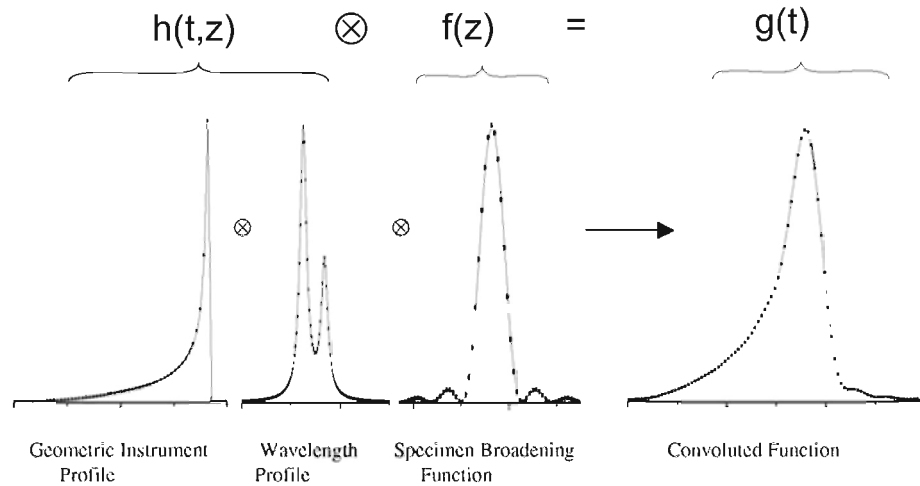 h(t,z) ⊗ f(z) = g(t)
⊗ ⊗
Geometric Instrument Profile
Wavelength Profile
Specimen Broadening Function
Convoluted Function